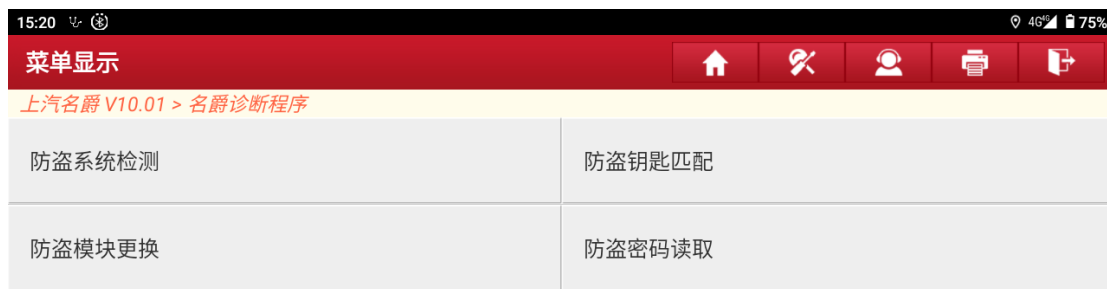 15:20 4G 4G 75%
菜单显示
上汽名爵 V10.01 > 名爵诊断程序
防盗系统检测 防盗钥匙匹配
防盗模块更换 防盗密码读取